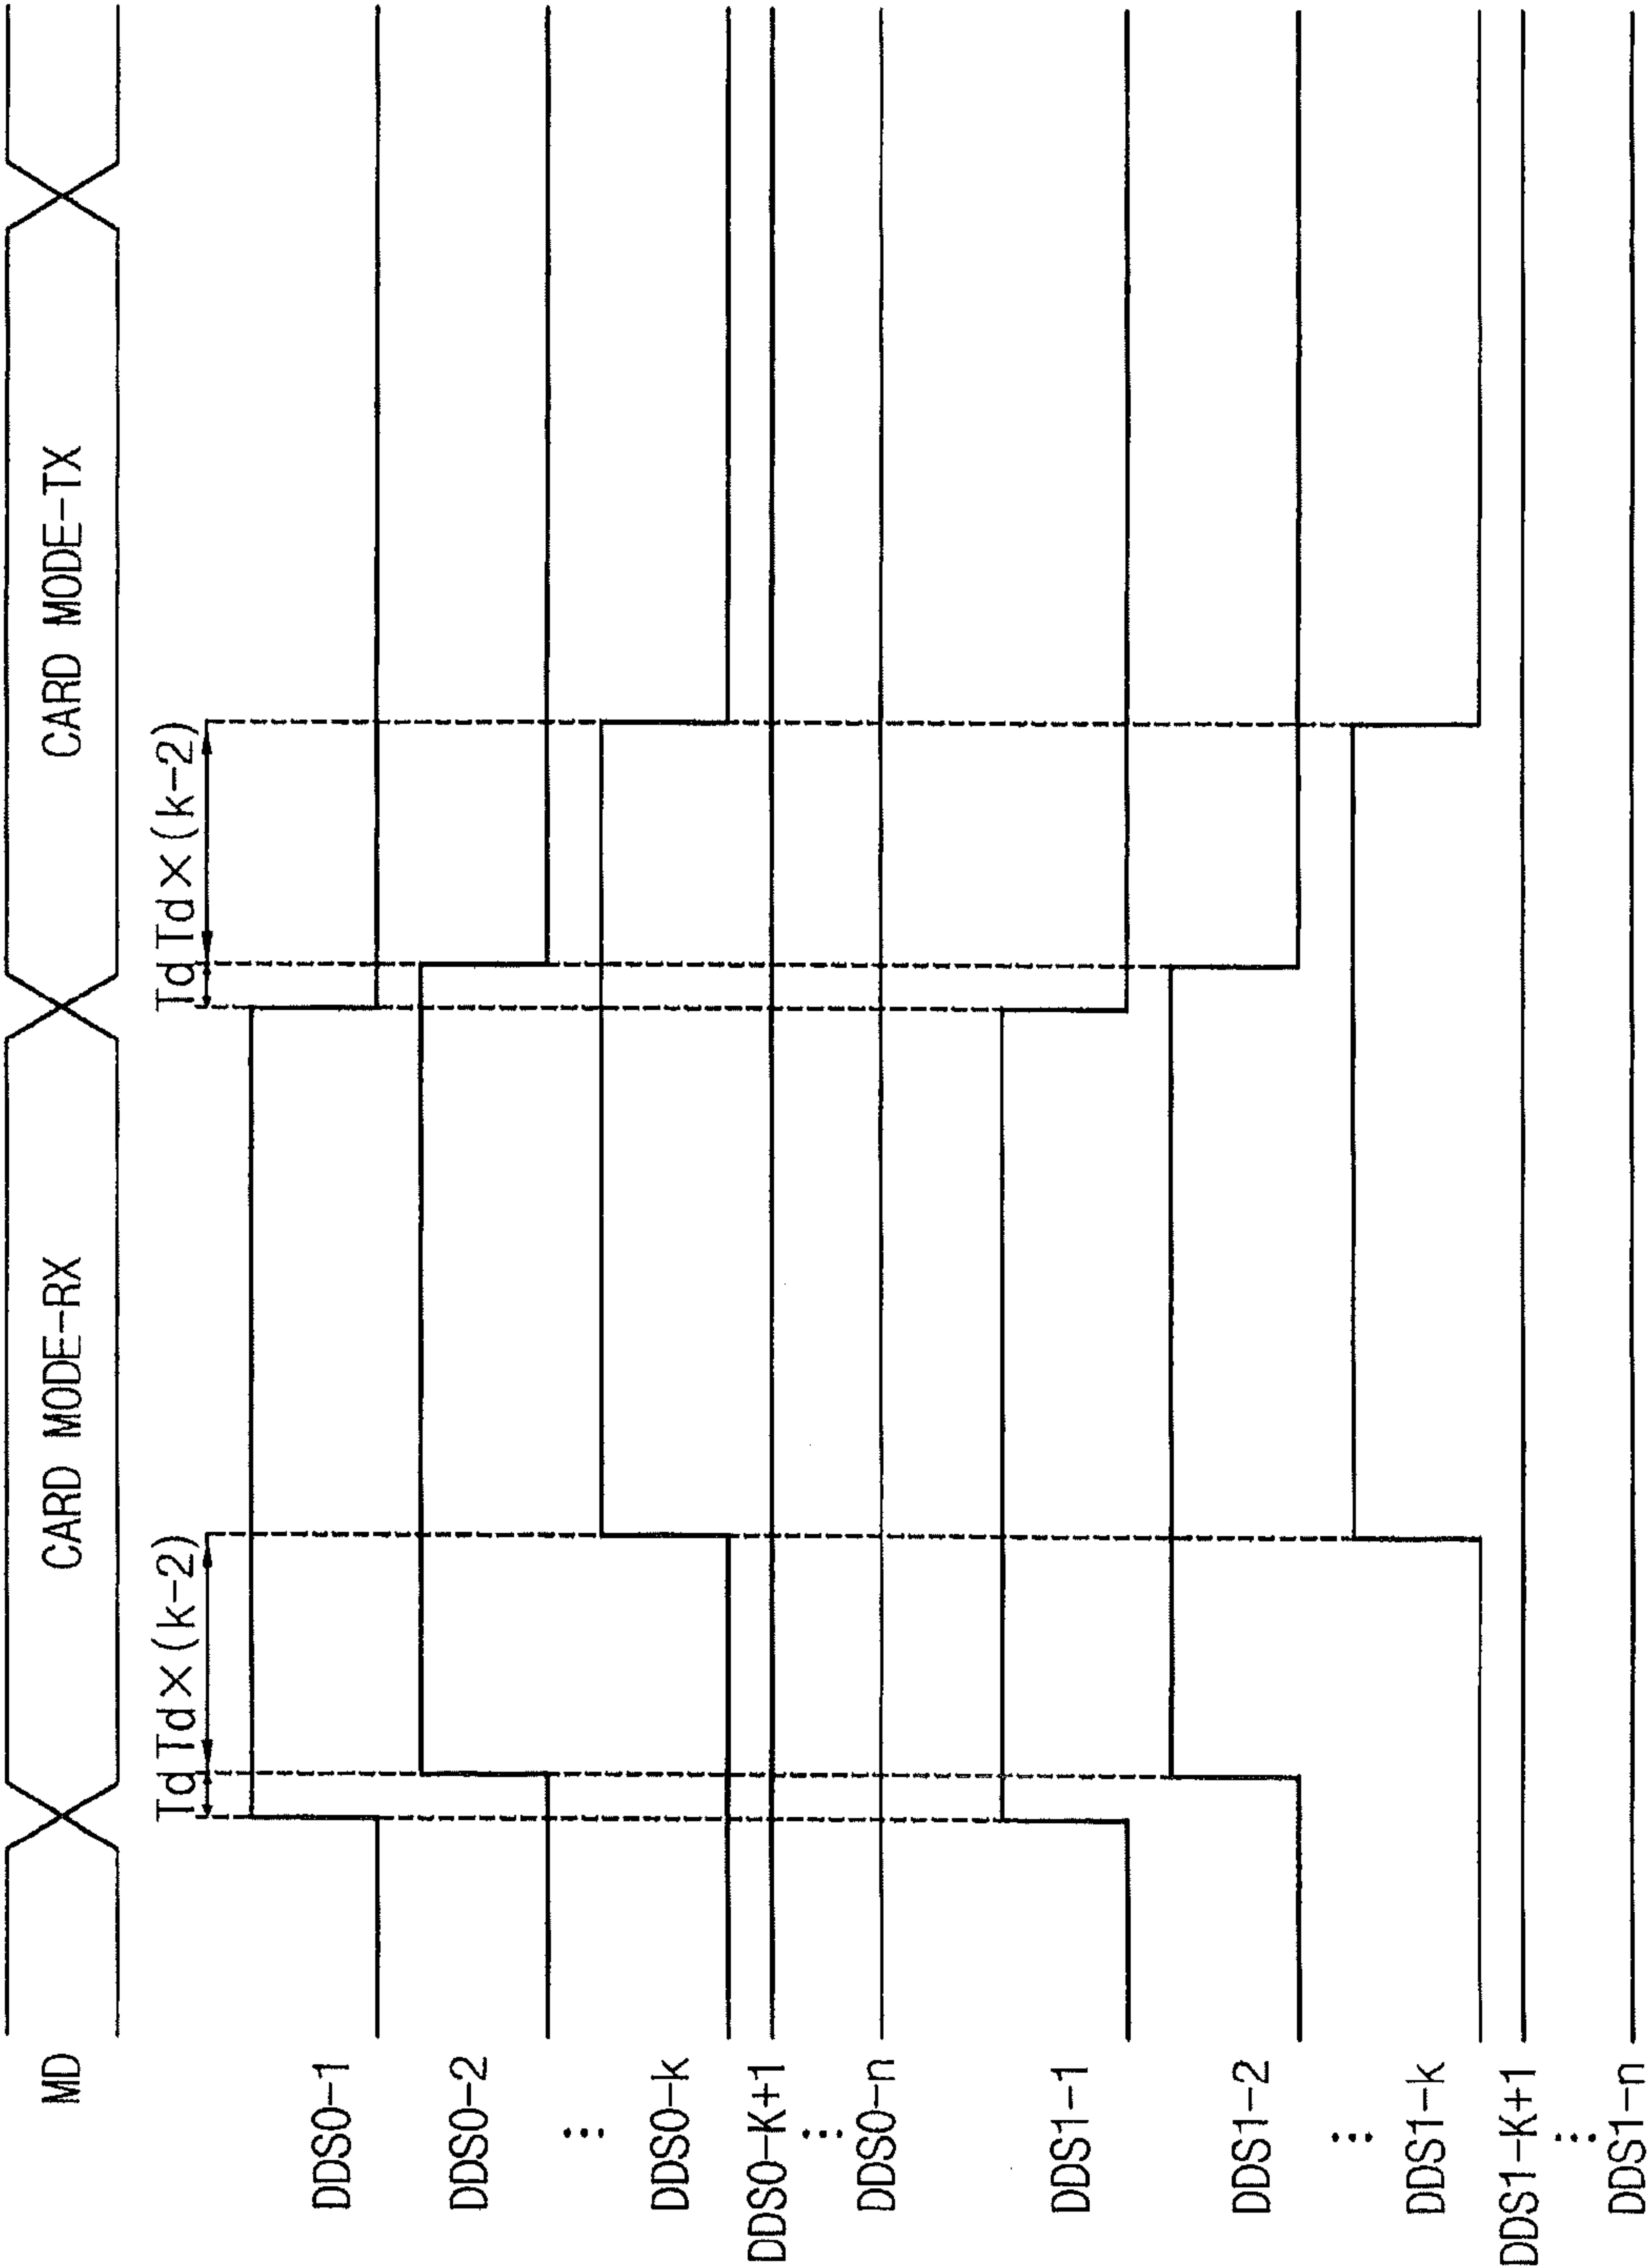 MD
CARD MODE-RX
CARD MODE-TX
Td Td×(k-2)
Td Td×(k-2)
DDS0-1
DDS0-2
⋮
DDS0-k
DDS0-K+1
⋮
DDS0-n
DDS1-1
DDS1-2
⋮
DDS1-k
DDS1-K+1
⋮
DDS1-n